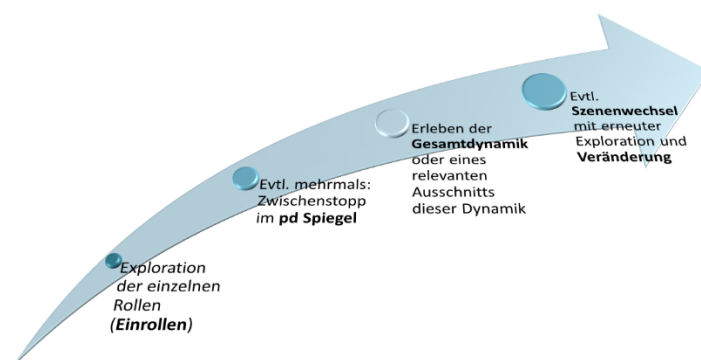 Exploration
der einzelnen
Rollen
(Einrollen)
Evtl. mehrmals:
Zwischenstopp
im pd Spiegel
Erleben der
Gesamtdynamik
oder eines
relevanten
Ausschnitts
dieser Dynamik
Evtl.
Szenenwechsel
mit erneuter
Exploration und
Veränderung